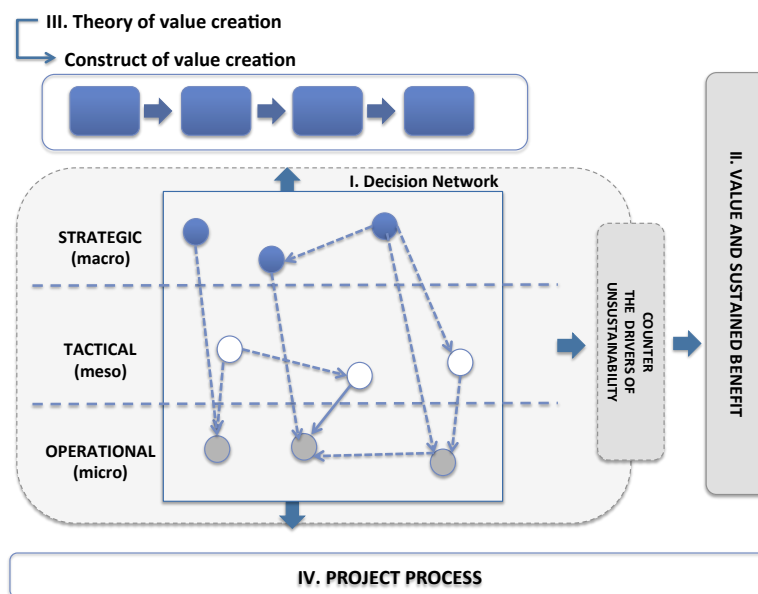 III. Theory of value creation
Construct of value creation
I. Decision Network
STRATEGIC
(macro)
TACTICAL
(meso)
OPERATIONAL
(micro)
COUNTER
THE DRIVERS OF
UNSUSTAINABILITY
II. VALUE AND SUSTAINED BENEFIT
IV. PROJECT PROCESS